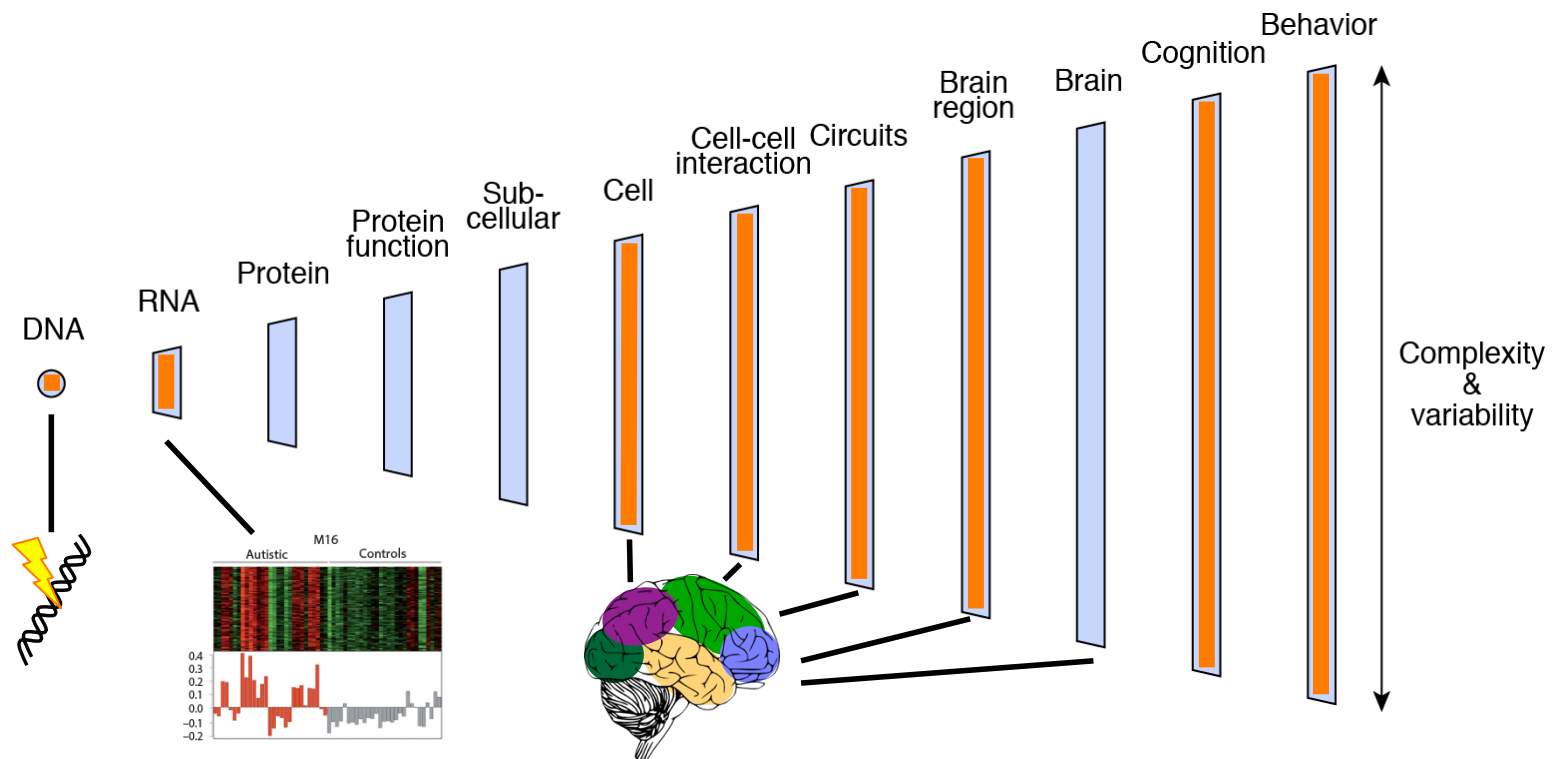 DNA
RNA
Protein
Protein
function
Sub-
cellular
Cell
Cell-cell
interaction
Circuits
Brain
region
Brain
Cognition
Behavior
Complexity
&
variability
M16
Autistic
Controls
0.4
0.3
0.2
0.1
0.0
–0.1
–0.2